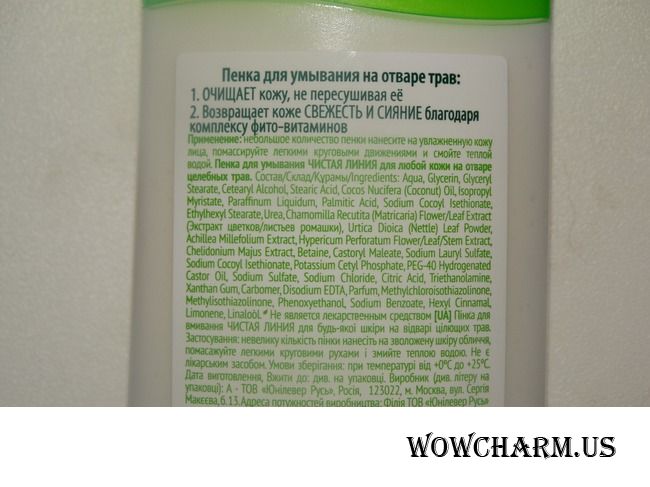 Пенка для умывания на отваре трав:
1. ОЧИЩАЕТ кожу, не пересушивая её
2. Возвращает коже СВЕЖЕСТЬ И СИЯНИЕ благодаря
комплексу фито-витаминов
Применение: небольшое количество пенки нанесите на увлажненную кожу
лица, помассируйте легкими круговыми движениями и смойте теплой
водой. Пенка для умывания ЧИСТАЯ ЛИНИЯ для любой кожи на отваре
целебных трав. Состав/Склад/Құрамы/Ingredients: Aqua, Glycerin, Glyceryl
Stearate, Cetearyl Alcohol, Stearic Acid, Cocos Nucifera (Coconut) Oil, Isopropyl
Myristate, Paraffinum Liquidum, Palmitic Acid, Sodium Cocoyl Isethionate,
Ethylhexyl Stearate, Urea, Chamomilla Recutita (Matricaria) Flower/Leaf Extract
(Экстракт цветков/листьев ромашки), Urtica Dioica (Nettle) Leaf Powder,
Achillea Millefolium Extract, Hypericum Perforatum Flower/Leaf/Stem Extract,
Chelidonium Majus Extract, Betaine, Castoryl Maleate, Sodium Lauryl Sulfate,
Sodium Cocoyl Isethionate, Potassium Cetyl Phosphate, PEG-40 Hydrogenated
Castor Oil, Sodium Sulfate, Sodium Chloride, Citric Acid, Triethanolamine,
Xanthan Gum, Carbomer, Disodium EDTA, Parfum, Methylchloroisothiazolinone,
Methylisothiazolinone, Phenoxyethanol, Sodium Benzoate, Hexyl Cinnamal,
Limonene, Linalool. Не является лекарственным средством [UA] Пінка для
вмивання ЧИСТАЯ ЛИНИЯ для будь-якої шкіри на відварі цілющих трав.
Застосування: невелику кількість пінки нанесіть на зволожену шкіру обличчя,
помасажуйте легкими круговими рухами і змийте теплою водою. Не є
лікарським засобом. Умови зберігання: при температурі від +0°C до +25°C.
Дата виготовлення, Вжити до: див. на упаковці. Виробник (див. літеру на
упаковці): А - ТОВ «Юнілевер Русь», Росія, 123022, м. Москва, вул. Сергія
Макеєва, б. 13. Адреса потужностей виробництва: Філія ТОВ «Юнілевер Русь»
WOWCHARM.US